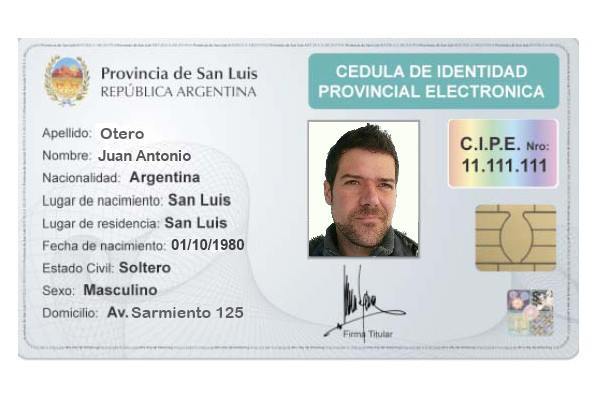 Provincia de San Luis
REPÚBLICA ARGENTINA
CEDULA DE IDENTIDAD
PROVINCIAL ELECTRONICA
Apellido: Otero
Nombre: Juan Antonio
Nacionalidad: Argentina
Lugar de nacimiento: San Luis
Lugar de residencia: San Luis
Fecha de nacimiento: 01/10/1980
Estado Civil: Soltero
Sexo: Masculino
Domicilio: Av. Sarmiento 125
C.I.P.E. Nro:
11.111.111
Firma Titular